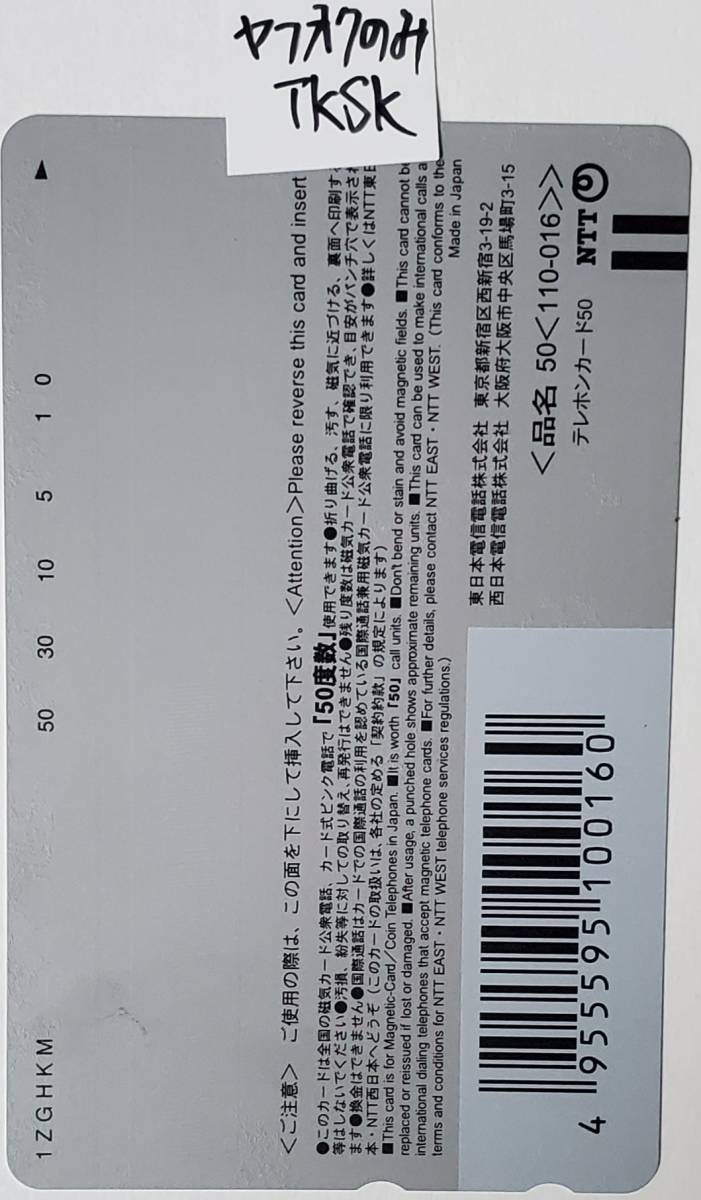 ヤフオクのみ
TKSK
1ZGHKM
50 30 10 5 1 0
<ご注意> ご使用の際は、この面を下にして挿入して下さい。<Attention>Please reverse this card and insert
●このカードは全国の磁気カード公衆電話、カード式ピンク電話で「50度数」使用できます●折り曲げる、汚す、磁気に近づける、裏面へ印刷する
等はしないでください●汚損、紛失等に対しての取り替え、再発行はできません●残り度数は磁気カード公衆電話で確認でき、目安がパンチ穴で表示され
ます●換金はできません●国際通話はカードでの国際通話の利用を認めている国際通話兼用磁気カード公衆電話に限り利用できます●詳しくはNTT東日
本・NTT西日本へどうぞ(このカードの取扱いは、各社の定める「契約約款」の規定によります)
■This card is for Magnetic-Card/Coin Telephones in Japan. ■It is worth「50」call units. ■Don't bend or stain and avoid magnetic fields. ■This card cannot be
replaced or reissued if lost or damaged. ■After usage, a punched hole shows approximate remaining units. ■This card can be used to make international calls a
international dialing telephones that accept magnetic telephone cards. ■For further details, please contact NTT EAST・NTT WEST. (This card conforms to the
terms and conditions for NTT EAST・NTT WEST telephone services regulations.)
Made in Japan
東日本電信電話株式会社 東京都新宿区西新宿3-19-2
西日本電信電話株式会社 大阪府大阪市中央区馬場町3-15
<品名 50<110-016>>
テレホンカード50 NTT
4 955595 100160